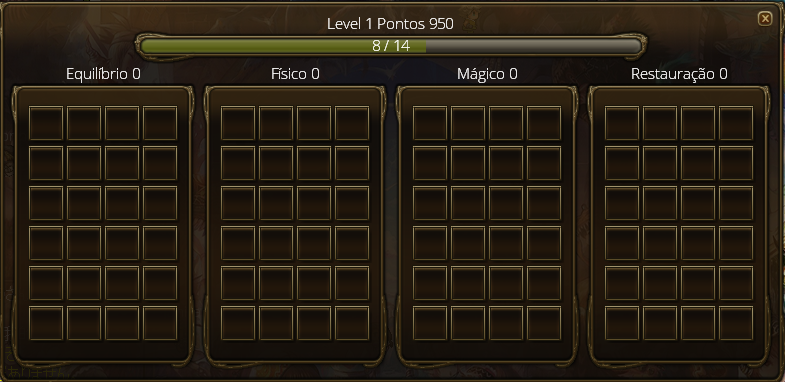 Level 1 Pontos 950
8 / 14
Equilíbrio 0
Físico 0
Mágico 0
Restauração 0